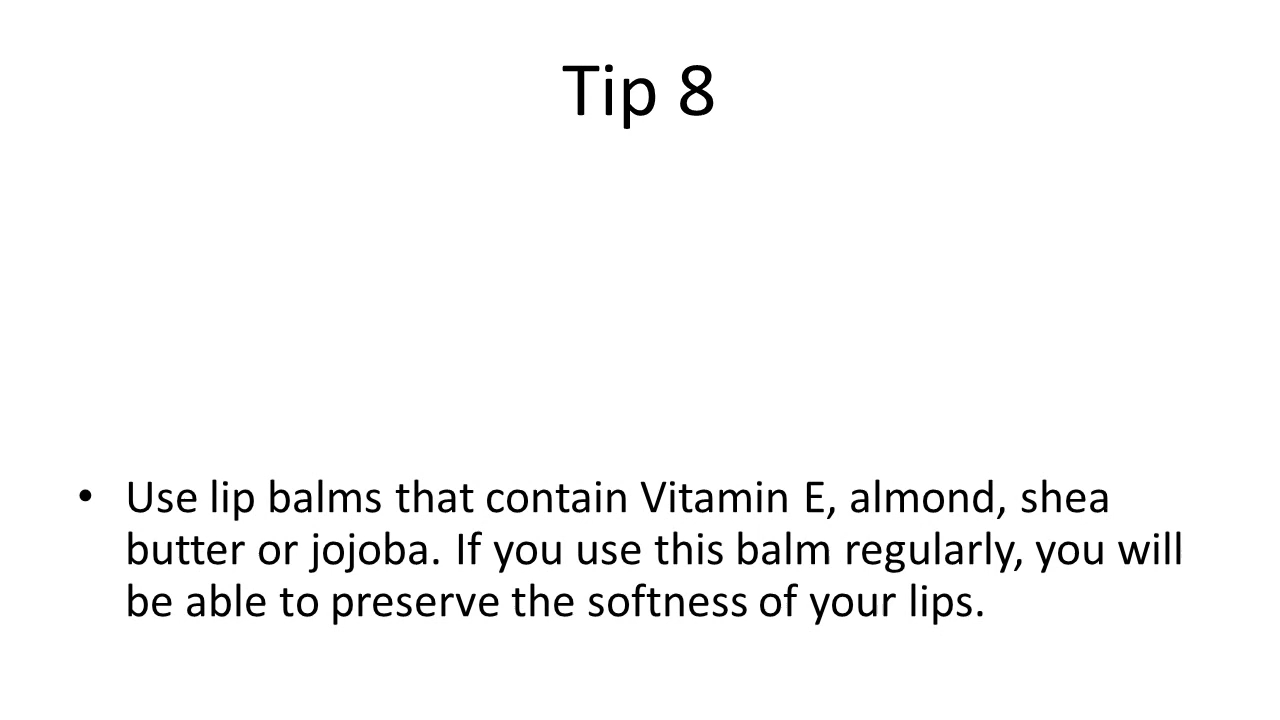 Tip 8
• Use lip balms that contain Vitamin E, almond, shea
butter or jojoba. If you use this balm regularly, you will
be able to preserve the softness of your lips.